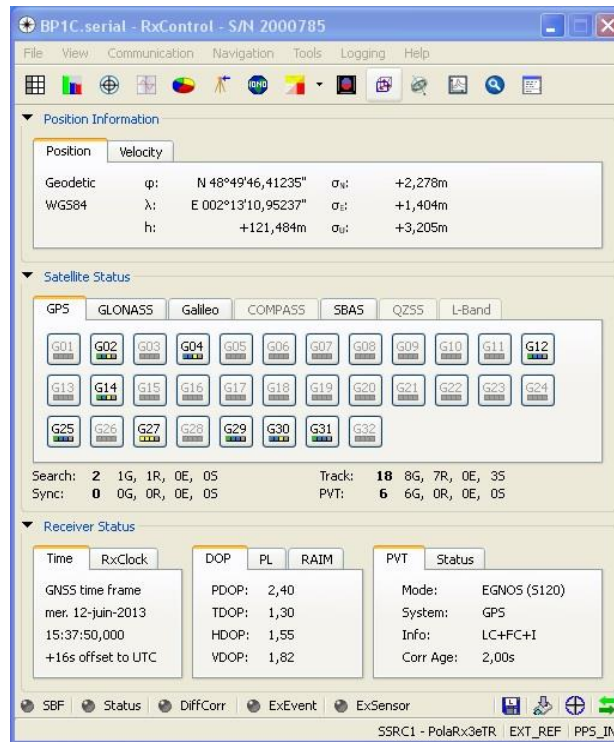 BP1C.serial - RxControl - S/N 2000785
File View Communication Navigation Tools Logging Help
IONO
Position Information
Position Velocity
Geodetic φ: N 48°49'46,41235" σN: +2,278m
WGS84 λ: E 002°13'10,95237" σE: +1,404m
h: +121,484m σU: +3,205m
Satellite Status
GPS GLONASS Galileo COMPASS SBAS QZSS L-Band
G01 G02 G03 G04 G05 G06 G07 G08 G09 G10 G11 G12
G13 G14 G15 G16 G17 G18 G19 G20 G21 G22 G23 G24
G25 G26 G27 G28 G29 G30 G31 G32
Search: 2 1G, 1R, 0E, 0S Track: 18 8G, 7R, 0E, 3S
Sync: 0 0G, 0R, 0E, 0S PVT: 6 6G, 0R, 0E, 0S
Receiver Status
Time RxClock DOP PL RAIM PVT Status
GNSS time frame PDOP: 2,40 Mode: EGNOS (S120)
mer. 12-juin-2013 TDOP: 1,30 System: GPS
15:37:50,000 HDOP: 1,55 Info: LC+FC+I
+16s offset to UTC VDOP: 1,82 Corr Age: 2,00s
SBF Status DiffCorr ExEvent ExSensor
SSRC1 - PolaRx3eTR EXT_REF PPS_IN